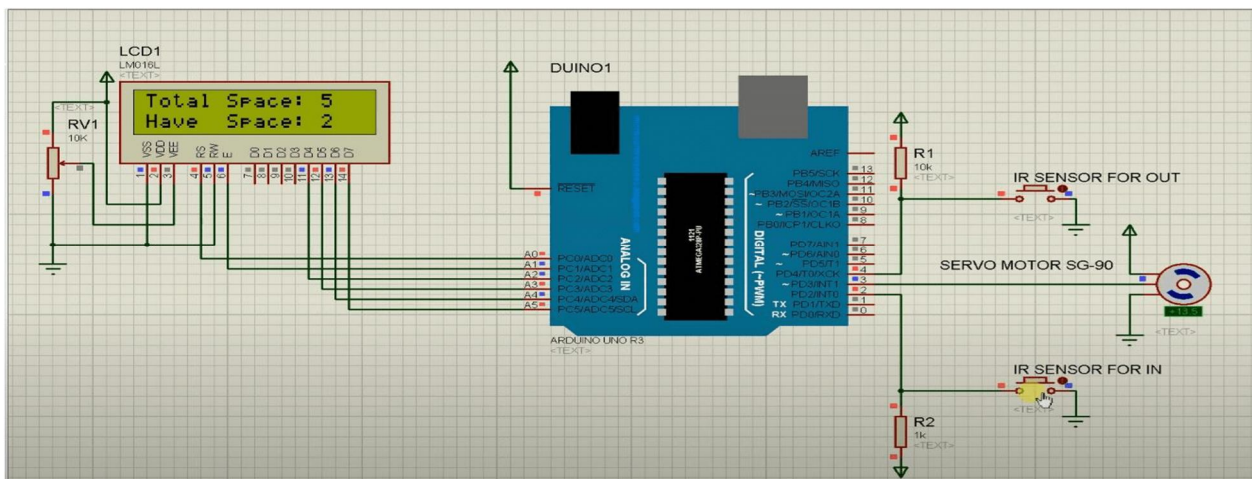 LCD1
LM016L
<TEXT>
Total Space: 5
Have Space: 2
<TEXT>
RV1
10K
VSS VDD VEE RS RW E D0 D1 D2 D3 D4 D5 D6 D7
1 2 3 4 5 6 7 8 9 10 11 12 13 14
DUINO1
RESET
AREF
PB5/SCK 13
PB4/MISO 12
~PB3/MOSI/OC2A 11
~PB2/SS/OC1B 10
~PB1/OC1A 9
PB0/ICP1/CLKO 8
PD7/AIN1 7
~PD6/AIN0 6
~PD5/T1 5
PD4/T0/XCK 4
~PD3/INT1 3
PD2/INT0 2
TX PD1/TXD 1
RX PD0/RXD 0
DIGITAL (~PWM)
ANALOG IN
A0 PC0/ADC0
A1 PC1/ADC1
A2 PC2/ADC2
A3 PC3/ADC3
A4 PC4/ADC4/SDA
A5 PC5/ADC5/SCL
1121
ATMEGA328P-PU
ARDUINO UNO R3
<TEXT>
R1
10k
<TEXT>
IR SENSOR FOR OUT
<TEXT>
SERVO MOTOR SG-90
<TEXT>
IR SENSOR FOR IN
<TEXT>
R2
1k
<TEXT>